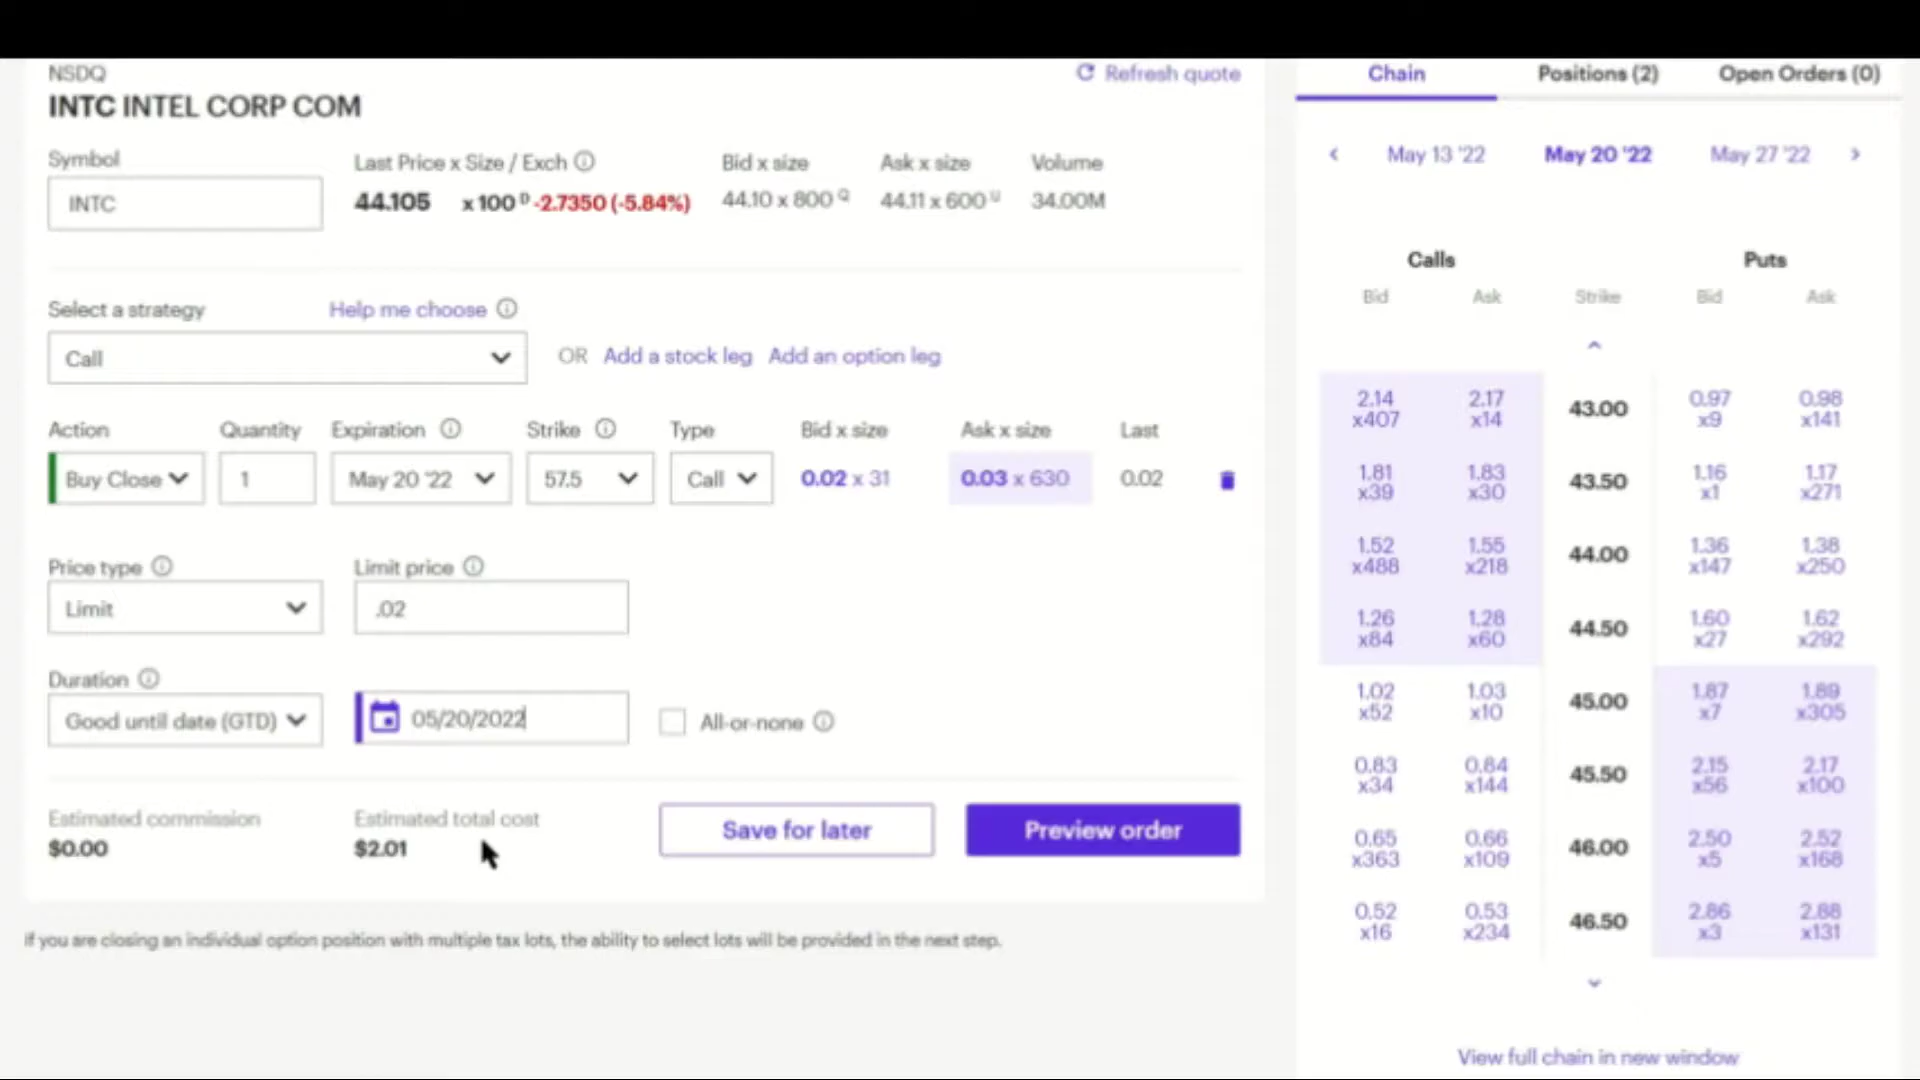 NSDQ
Refresh quote
INTC INTEL CORP COM
Symbol
Last Price x Size / Exch
Bid x size
Ask x size
Volume
INTC
44.105 x 100 D -2.7350 (-5.84%)
44.10 x 800 Q
44.11 x 600 U
34.00M
Select a strategy
Help me choose
Call
OR Add a stock leg Add an option leg
Action Quantity Expiration Strike Type Bid x size Ask x size Last
Buy Close 1 May 20 '22 57.5 Call 0.02 x 31 0.03 x 630 0.02
Price type
Limit price
Limit
.02
Duration
Good until date (GTD)
05/20/2022
All-or-none
Estimated commission
Estimated total cost
$0.00
$2.01
Save for later
Preview order
If you are closing an individual option position with multiple tax lots, the ability to select lots will be provided in the next step.
Chain Positions (2) Open Orders (0)
May 13 '22 May 20 '22 May 27 '22
Calls Puts
Bid Ask Strike Bid Ask
2.14 2.17 43.00 0.97 0.98
x407 x14 x9 x141
1.81 1.83 43.50 1.16 1.17
x39 x30 x1 x271
1.52 1.55 44.00 1.36 1.38
x488 x218 x147 x250
1.26 1.28 44.50 1.60 1.62
x84 x60 x27 x292
1.02 1.03 45.00 1.87 1.89
x52 x10 x7 x305
0.83 0.84 45.50 2.15 2.17
x34 x144 x56 x100
0.65 0.66 46.00 2.50 2.52
x363 x109 x5 x168
0.52 0.53 46.50 2.86 2.88
x16 x234 x3 x131
View full chain in new window